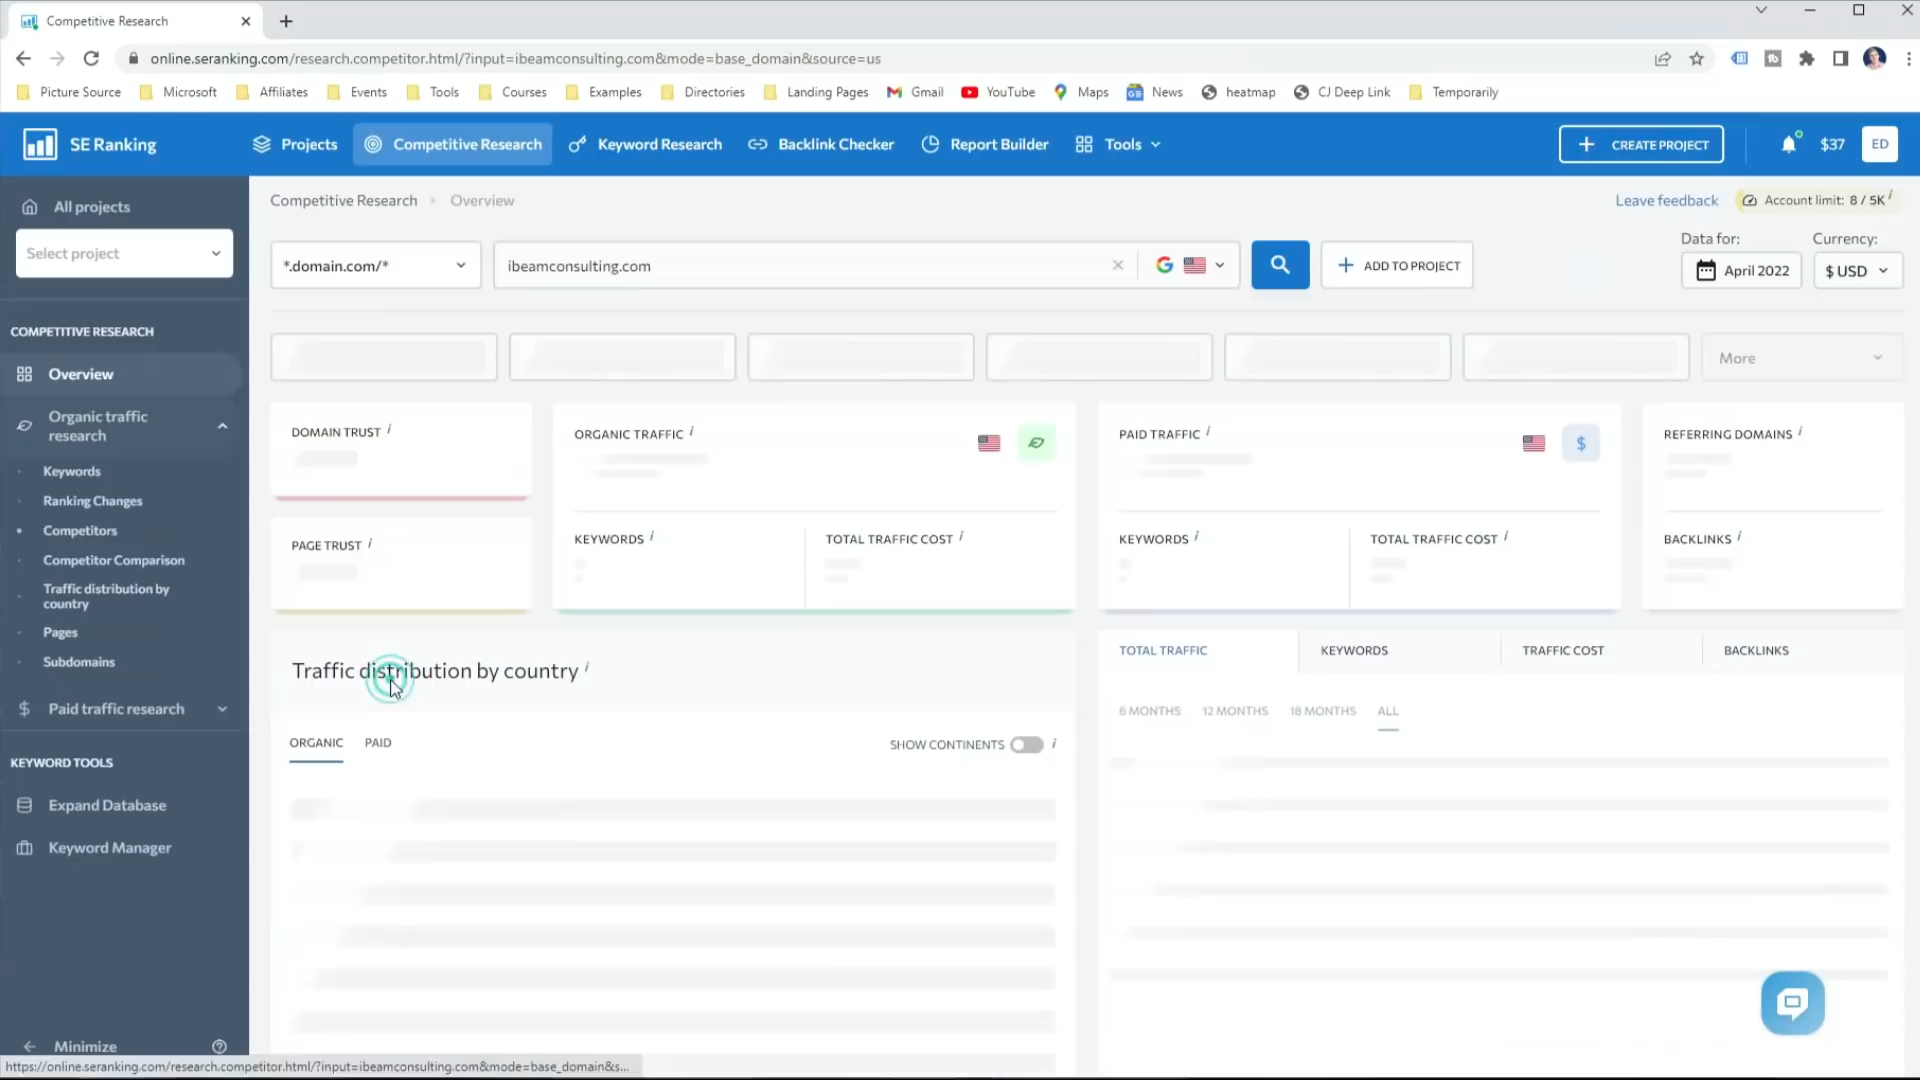 Competitive Research
online.seranking.com/research.competitor.html/?input=ibeamconsulting.com&mode=base_domain&source=us
Picture Source Microsoft Affiliates Events Tools Courses Examples Directories Landing Pages Gmail YouTube Maps News heatmap CJ Deep Link Temporarily
SE Ranking Projects Competitive Research Keyword Research Backlink Checker Report Builder Tools + CREATE PROJECT $37 ED
All projects
Select project
COMPETITIVE RESEARCH
Overview
Organic traffic
research
Keywords
Ranking Changes
Competitors
Competitor Comparison
Traffic distribution by
country
Pages
Subdomains
$ Paid traffic research
KEYWORD TOOLS
Expand Database
Keyword Manager
Minimize
Competitive Research Overview
Leave feedback Account limit: 8 / 5K i
Data for: Currency:
*.domain.com/* ibeamconsulting.com + ADD TO PROJECT April 2022 $ USD
More
DOMAIN TRUST i
PAGE TRUST i
ORGANIC TRAFFIC i
KEYWORDS i TOTAL TRAFFIC COST i
PAID TRAFFIC i $
KEYWORDS i TOTAL TRAFFIC COST i
REFERRING DOMAINS i
BACKLINKS i
Traffic distribution by country i
ORGANIC PAID SHOW CONTINENTS i
TOTAL TRAFFIC KEYWORDS TRAFFIC COST BACKLINKS
6 MONTHS 12 MONTHS 18 MONTHS ALL
https://online.seranking.com/research.competitor.html/?input=ibeamconsulting.com&mode=base_domain&s...